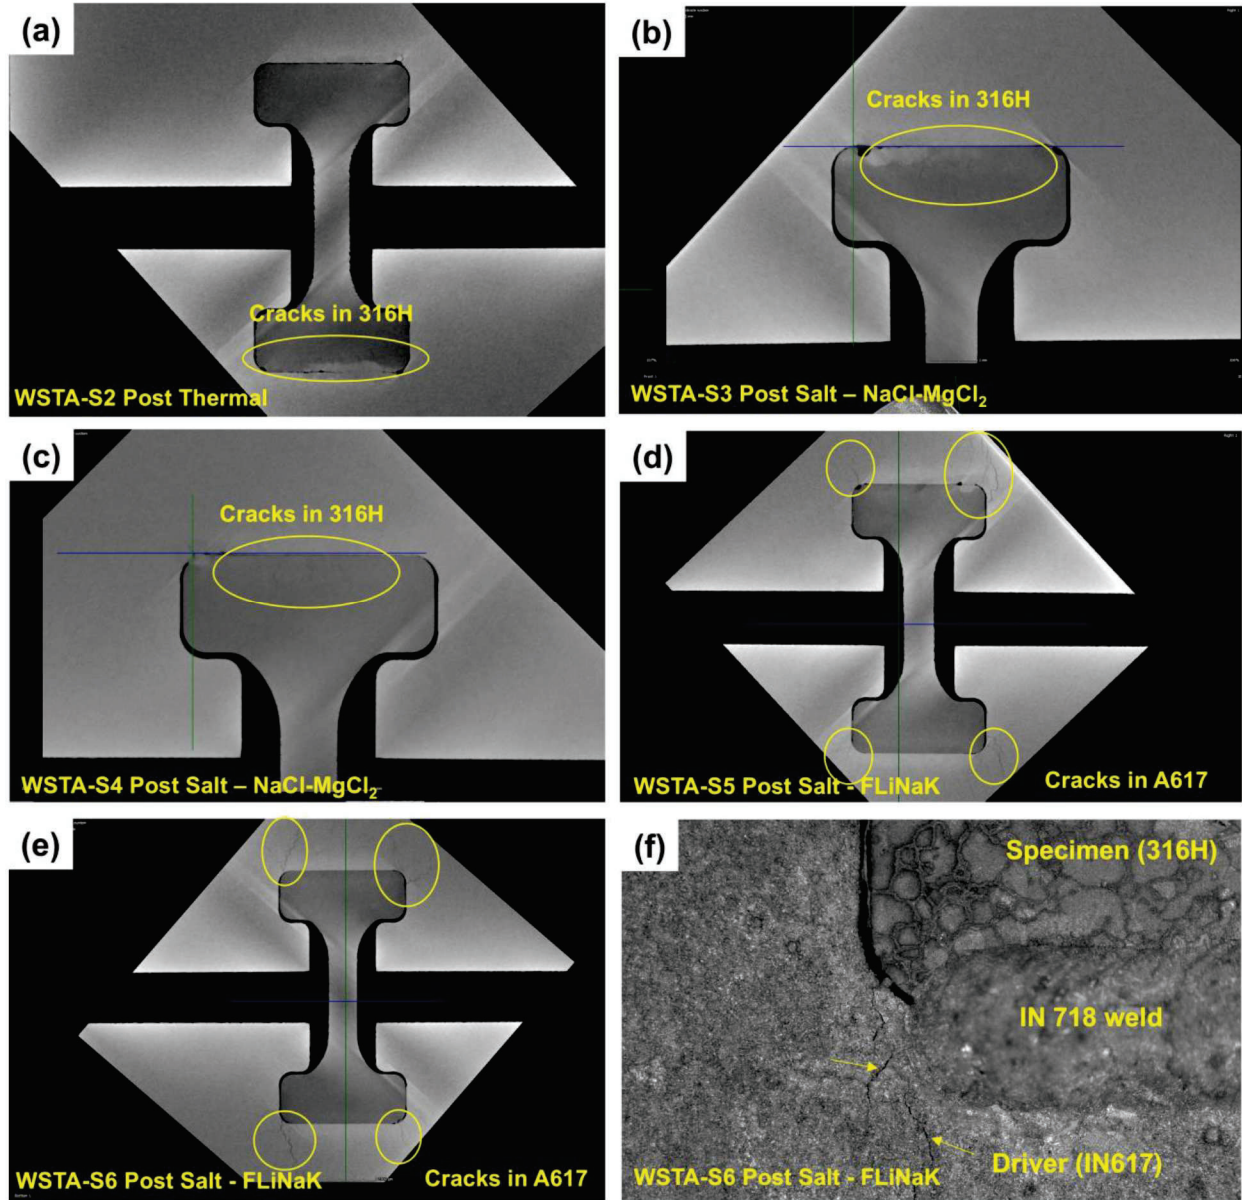 (a)
Cracks in 316H
WSTA-S2 Post Thermal
(b)
Cracks in 316H
WSTA-S3 Post Salt – NaCl-MgCl₂
(c)
Cracks in 316H
WSTA-S4 Post Salt – NaCl-MgCl₂
(d)
WSTA-S5 Post Salt - FLiNaK
Cracks in A617
(e)
WSTA-S6 Post Salt - FLiNaK
Cracks in A617
(f)
Specimen (316H)
IN 718 weld
Driver (IN617)
WSTA-S6 Post Salt - FLiNaK